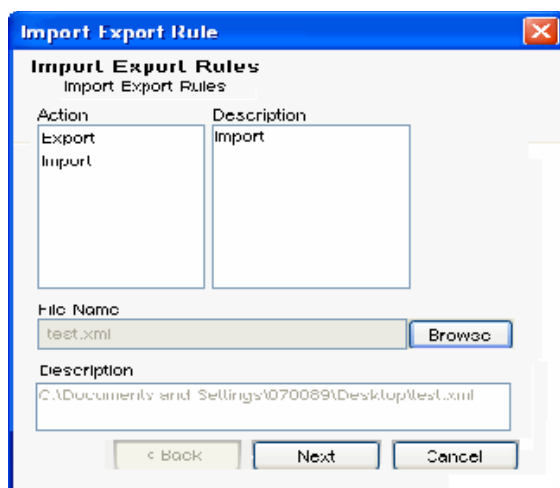 Import Export Rule
Import Export Rules
Import Export Rules
Action Description
Export Import
Import
File Name
test.xml Browse
Description
C:\Documents and Settings\070089\Desktop\test.xml
< Back Next Cancel